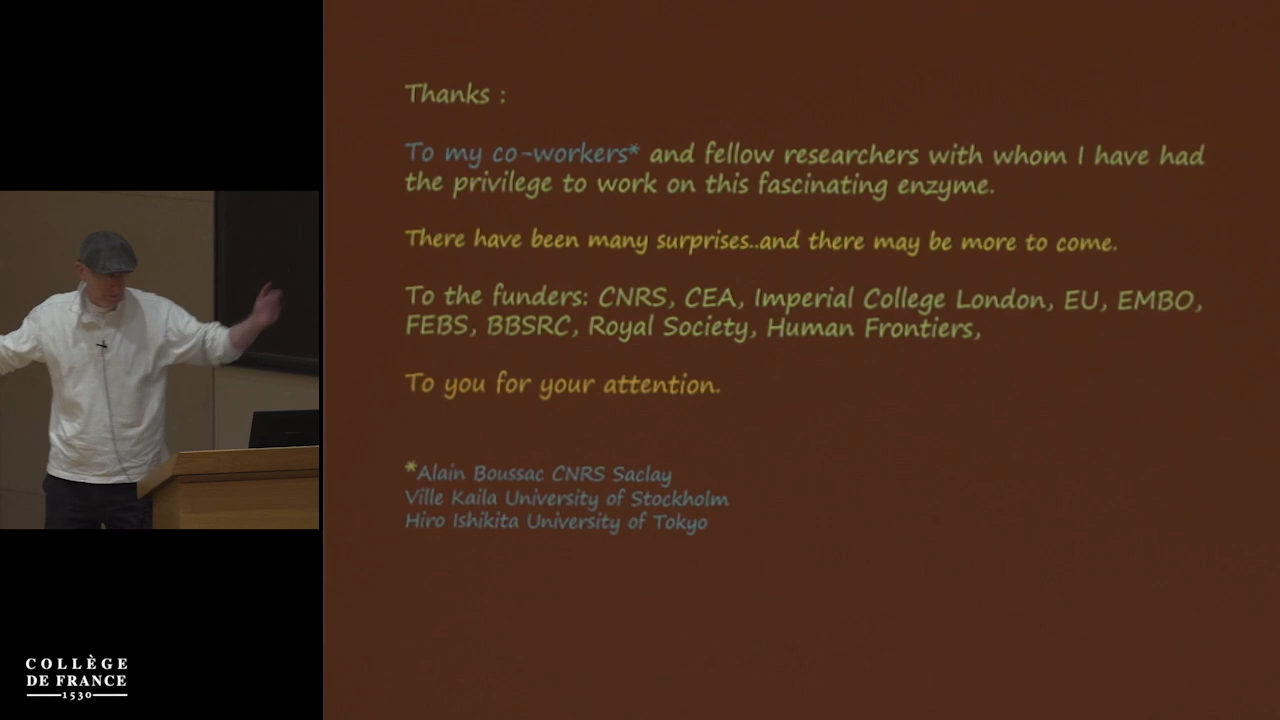 Thanks :
To my co-workers* and fellow researchers with whom I have had
the privilege to work on this fascinating enzyme.
There have been many surprises..and there may be more to come.
To the funders: CNRS, CEA, Imperial College London, EU, EMBO,
FEBS, BBSRC, Royal Society, Human Frontiers,
To you for your attention.
*Alain Boussac CNRS Saclay
Ville Kaila University of Stockholm
Hiro Ishikita University of Tokyo
COLLÈGE
DE FRANCE
1530